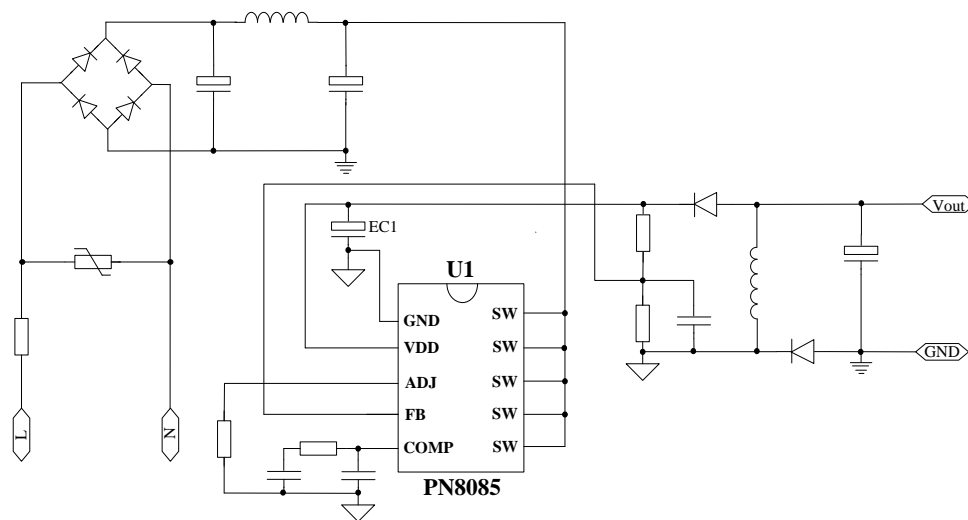 Vout
EC1
U1
GND SW
VDD SW
GND
ADJ SW
FB SW
L
N
COMP SW
PN8085